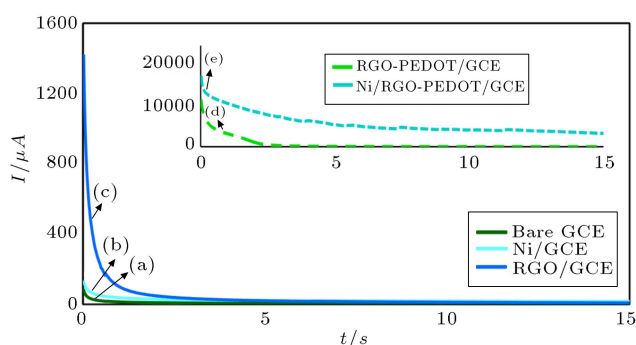 1600
1200
800
400
0
I/μA
0
5
10
15
t/s
(c)
(b)
(a)
Bare GCE
Ni/GCE
RGO/GCE
20000
10000
0
0
5
10
15
(e)
(d)
RGO-PEDOT/GCE
Ni/RGO-PEDOT/GCE